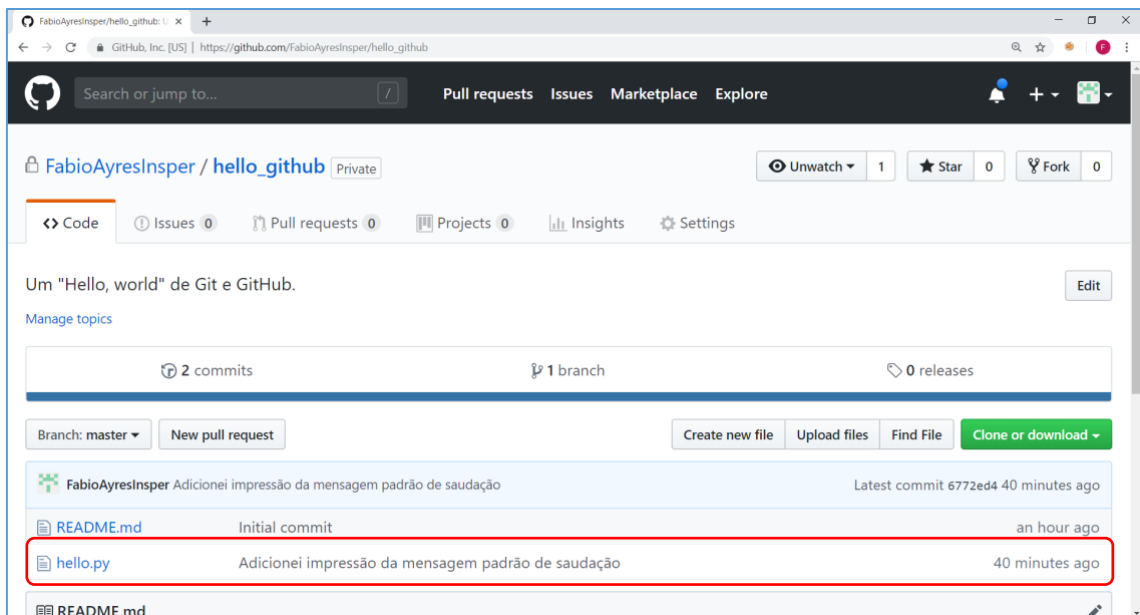 FabioAyresInsper/hello_github: U
GitHub, Inc. [US] | https://github.com/FabioAyresInsper/hello_github
F
Search or jump to... /
Pull requests Issues Marketplace Explore
FabioAyresInsper / hello_github Private
Unwatch 1 Star 0 Fork 0
Code Issues 0 Pull requests 0 Projects 0 Insights Settings
Um "Hello, world" de Git e GitHub.
Edit
Manage topics
2 commits 1 branch 0 releases
Branch: master New pull request Create new file Upload files Find File Clone or download
FabioAyresInsper Adicionei impressão da mensagem padrão de saudação Latest commit 6772ed4 40 minutes ago
README.md Initial commit an hour ago
hello.py Adicionei impressão da mensagem padrão de saudação 40 minutes ago
README.md